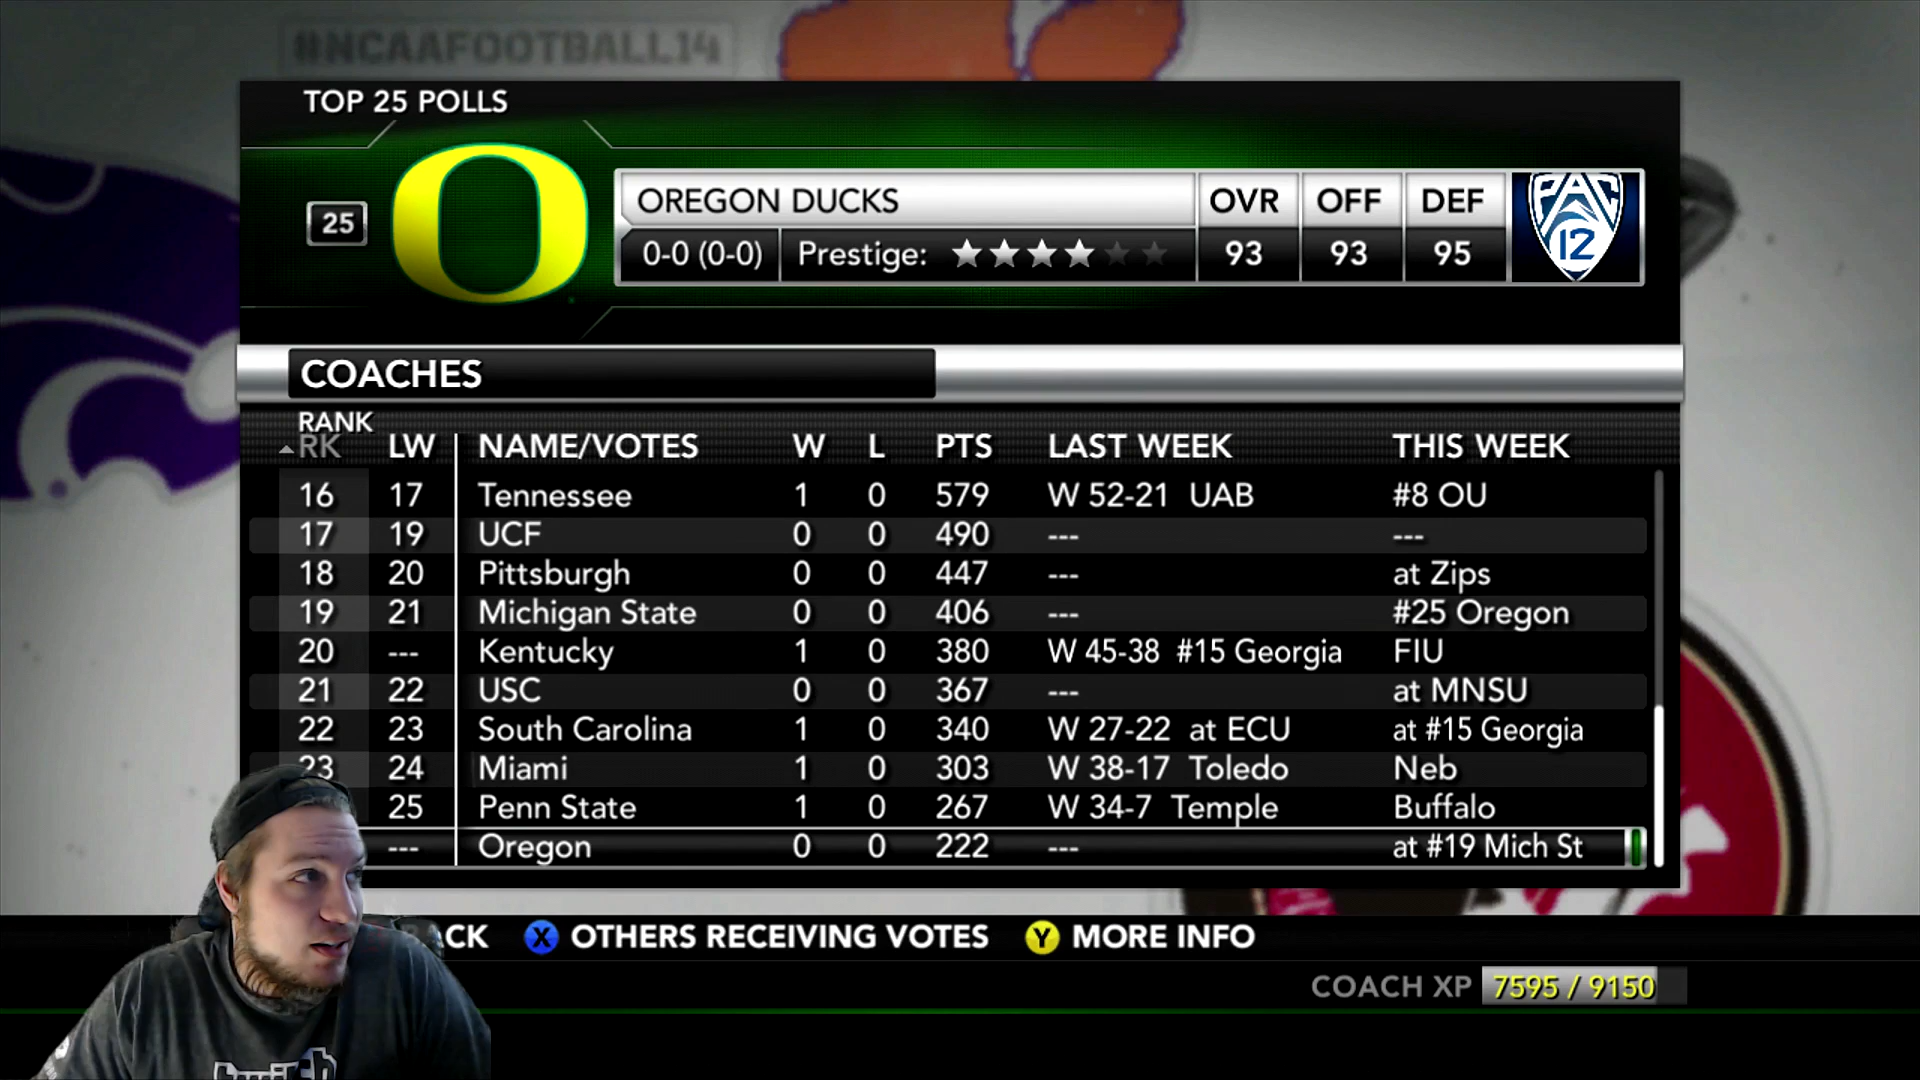 #NCAAFOOTBALL14
TOP 25 POLLS
25
OREGON DUCKS OVR OFF DEF
0-0 (0-0) Prestige: 93 93 95
PAC 12
COACHES
RANK
RK LW NAME/VOTES W L PTS LAST WEEK THIS WEEK
16 17 Tennessee 1 0 579 W 52-21 UAB #8 OU
17 19 UCF 0 0 490 --- ---
18 20 Pittsburgh 0 0 447 --- at Zips
19 21 Michigan State 0 0 406 --- #25 Oregon
20 --- Kentucky 1 0 380 W 45-38 #15 Georgia FIU
21 22 USC 0 0 367 --- at MNSU
22 23 South Carolina 1 0 340 W 27-22 at ECU at #15 Georgia
23 24 Miami 1 0 303 W 38-17 Toledo Neb
25 Penn State 1 0 267 W 34-7 Temple Buffalo
--- Oregon 0 0 222 --- at #19 Mich St
ACK X OTHERS RECEIVING VOTES Y MORE INFO
COACH XP 7595 / 9150
twitch